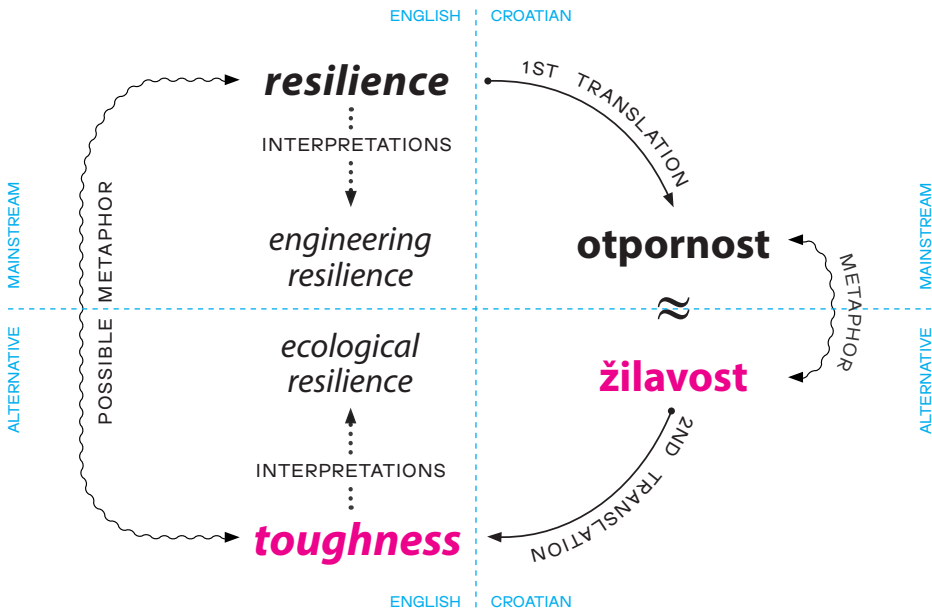 ENGLISH
CROATIAN
resilience
1ST TRANSLATION
INTERPRETATIONS
MAINSTREAM
POSSIBLE METAPHOR
engineering
resilience
otpornost
MAINSTREAM
≈
METAPHOR
ALTERNATIVE
ecological
resilience
žilavost
ALTERNATIVE
INTERPRETATIONS
2ND TRANSLATION
toughness
ENGLISH
CROATIAN